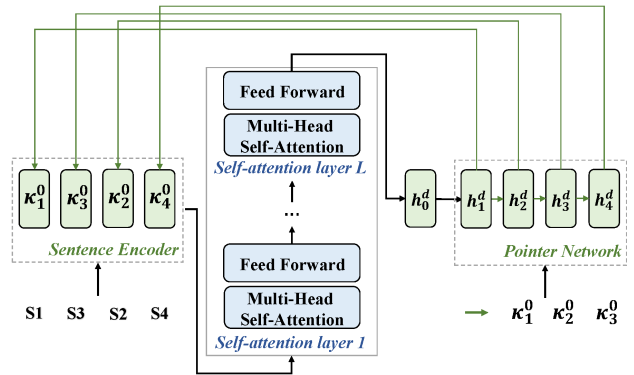 κ₁⁰ κ₃⁰ κ₂⁰ κ₄⁰
Sentence Encoder
S1 S3 S2 S4
Feed Forward
Multi-Head
Self-Attention
Self-attention layer L
...
Feed Forward
Multi-Head
Self-Attention
Self-attention layer 1
h₀ᵈ
h₁ᵈ h₂ᵈ h₃ᵈ h₄ᵈ
Pointer Network
κ₁⁰ κ₂⁰ κ₃⁰